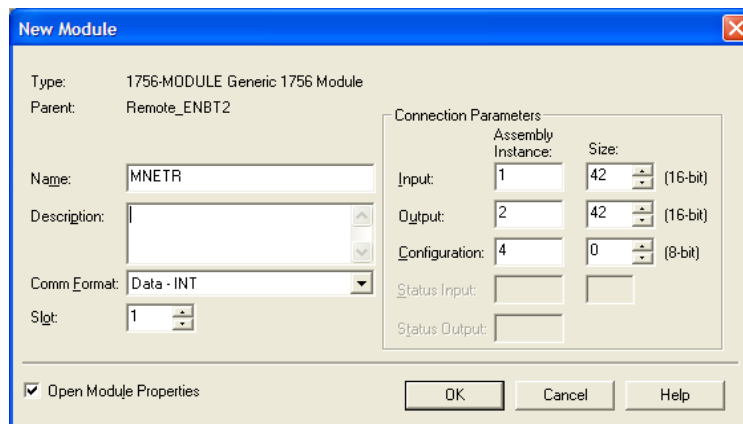 New Module
Type: 1756-MODULE Generic 1756 Module
Parent: Remote_ENBT2
Connection Parameters
Assembly Instance: Size:
Name: MNETR
Input: 1 42 (16-bit)
Description:
Output: 2 42 (16-bit)
Configuration: 4 0 (8-bit)
Comm Format: Data - INT
Status Input:
Slot: 1
Status Output:
Open Module Properties
OK Cancel Help